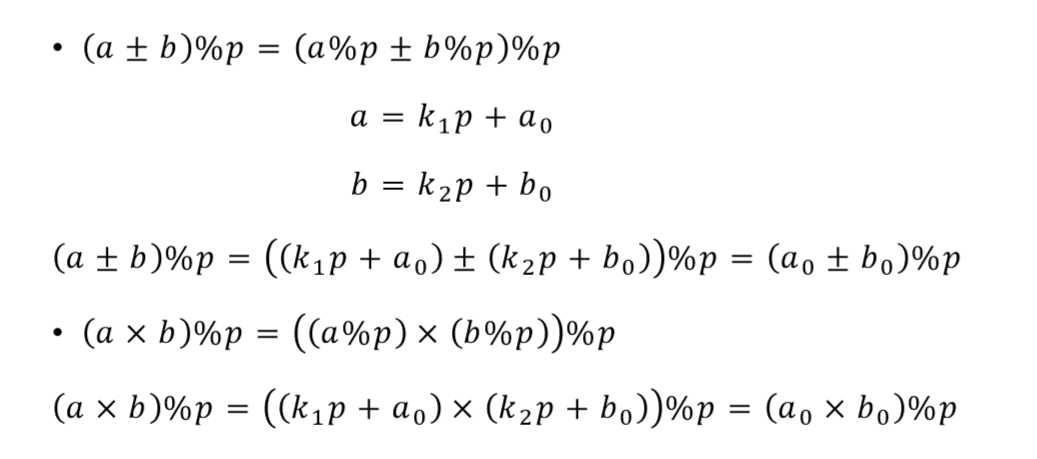 • (a ± b)%p = (a%p ± b%p)%p
a = k₁p + a₀
b = k₂p + b₀
(a ± b)%p = ((k₁p + a₀) ± (k₂p + b₀))%p = (a₀ ± b₀)%p
• (a × b)%p = ((a%p) × (b%p))%p
(a × b)%p = ((k₁p + a₀) × (k₂p + b₀))%p = (a₀ × b₀)%p